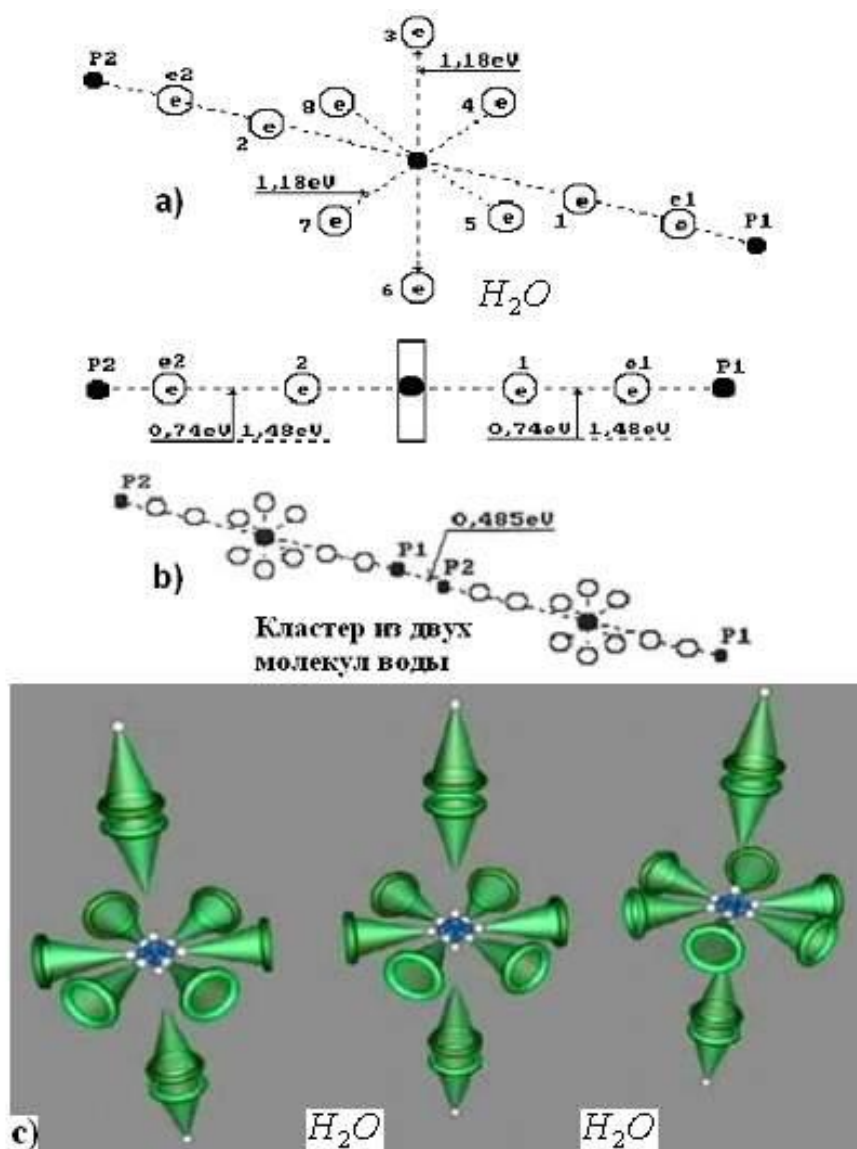 3 e
P2
1,18eV
e2
e
8 e
4 e
e
2
1,18eV
a)
7 e
5 e
1 e
e1
e
P1
6 e
H₂O
P2
e2
2
1
e1
P1
e
e
e
e
0,74eV 1,48eV
0,74eV 1,48eV
P2
0,485eV
P1
P2
b)
P1
Кластер из двух
молекул воды
c)
H₂O
H₂O